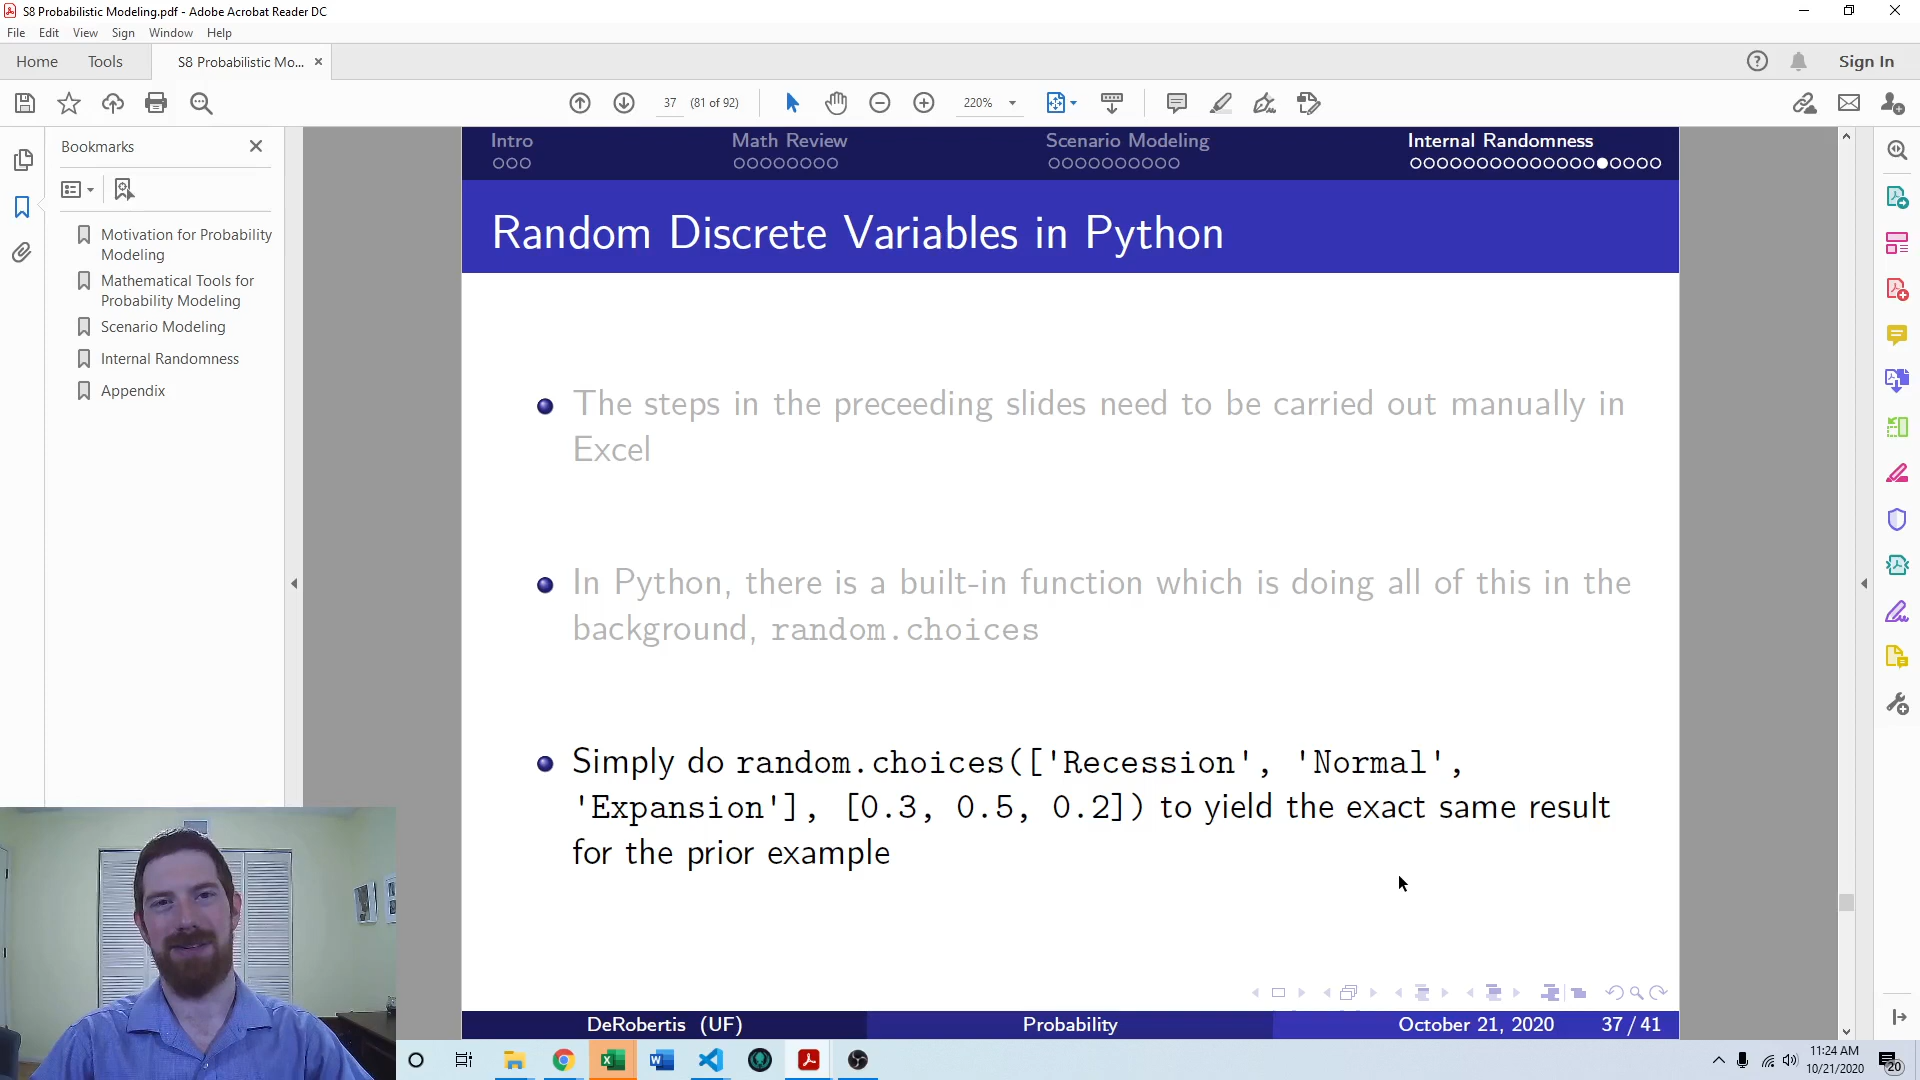 S8 Probabilistic Modeling.pdf - Adobe Acrobat Reader DC
File Edit View Sign Window Help
Home Tools S8 Probabilistic Mo... Sign In
37 (81 of 92) 220%
Bookmarks
Motivation for Probability
Modeling
Mathematical Tools for
Probability Modeling
Scenario Modeling
Internal Randomness
Appendix
Intro Math Review Scenario Modeling Internal Randomness
Random Discrete Variables in Python
The steps in the preceeding slides need to be carried out manually in
Excel
In Python, there is a built-in function which is doing all of this in the
background, random.choices
Simply do random.choices(['Recession', 'Normal',
'Expansion'], [0.3, 0.5, 0.2]) to yield the exact same result
for the prior example
DeRobertis (UF) Probability October 21, 2020 37 / 41
11:24 AM
10/21/2020
20